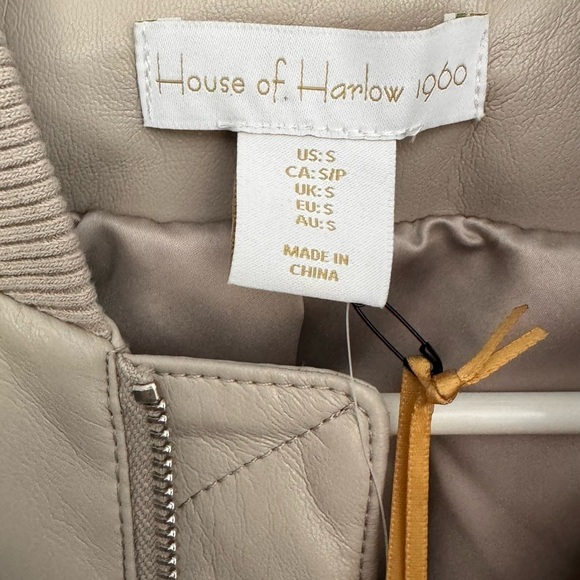 House of Harlow 1960
US: S
CA: S/P
UK: S
EU: S
AU: S
MADE IN
CHINA